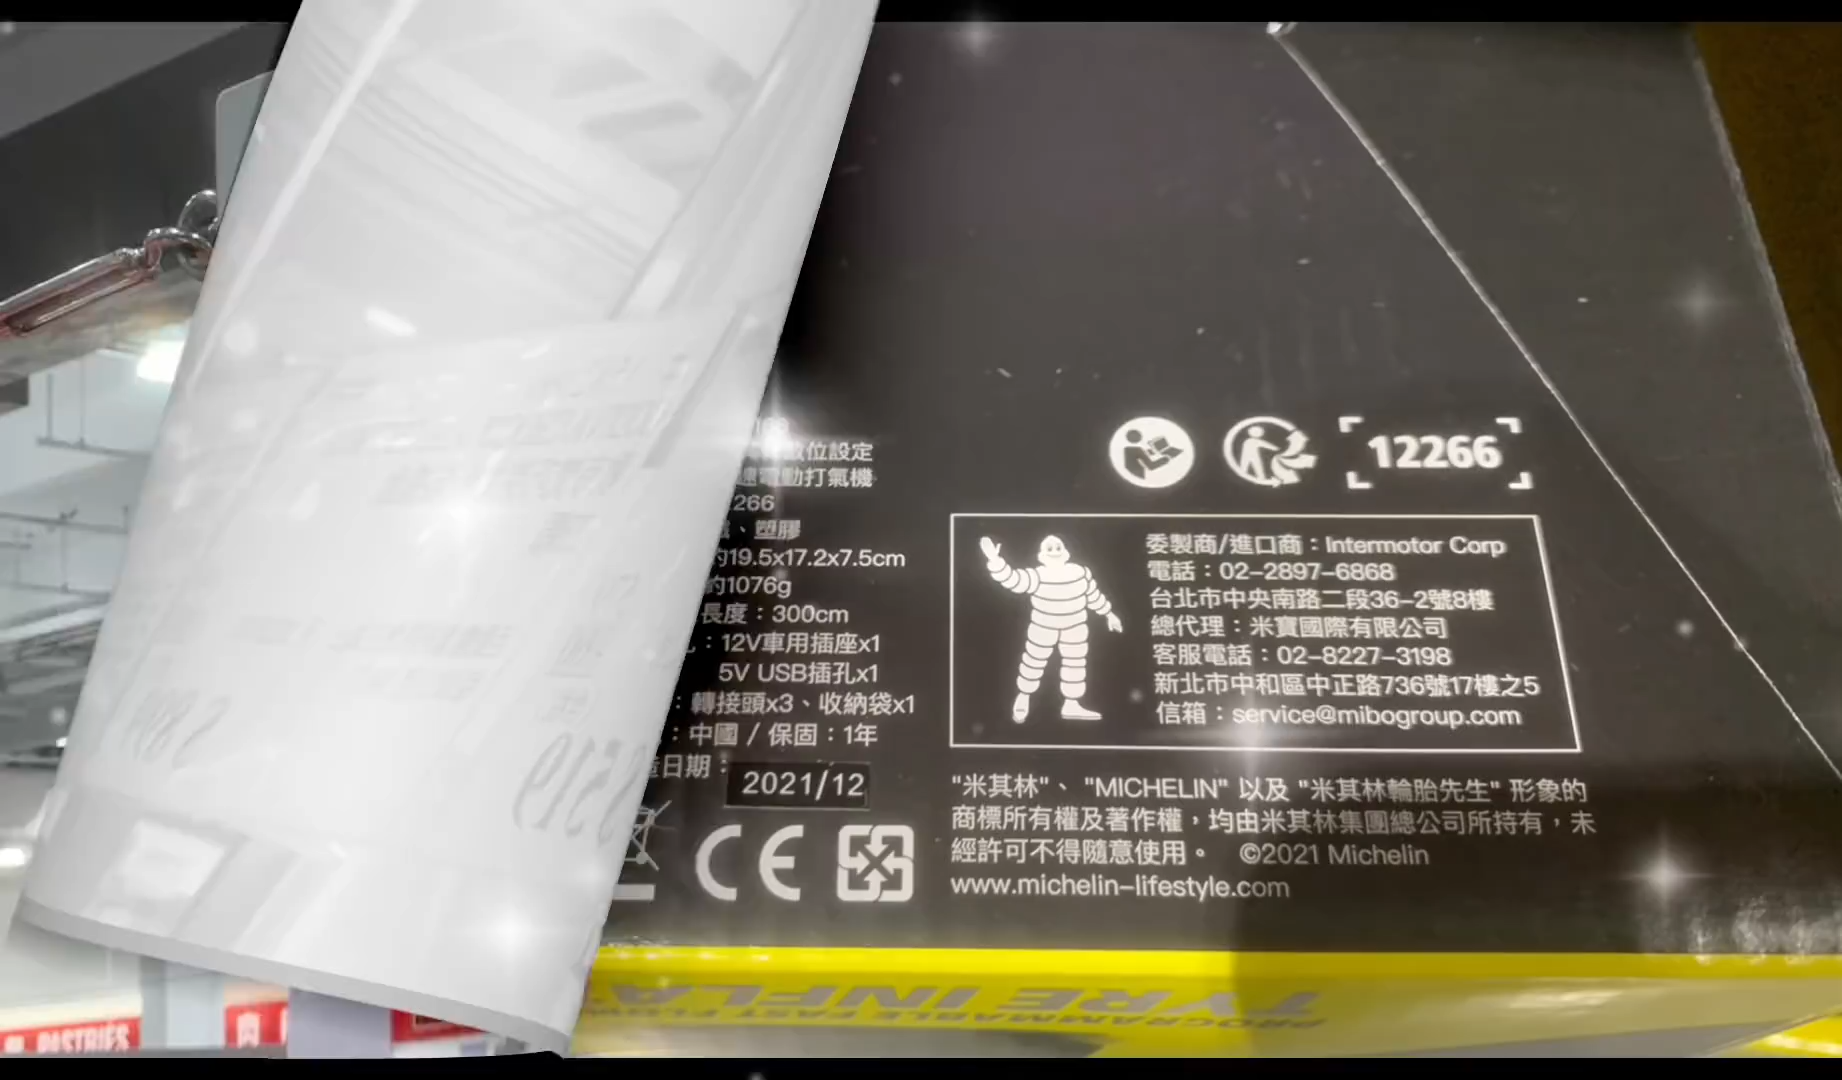 數位設定
電動打氣機
266
、塑膠
約19.5x17.2x7.5cm
約1076g
長度：300cm
：12V車用插座x1
5V USB插孔x1
：轉接頭x3、收納袋x1
：中國 / 保固：1年
造日期：
2021/12
CE
12266
委製商/進口商：Intermotor Corp
電話：02-2897-6868
台北市中央南路二段36-2號8樓
總代理：米寶國際有限公司
客服電話：02-8227-3198
新北市中和區中正路736號17樓之5
信箱：service@mibogroup.com
"米其林"、 "MICHELIN" 以及 "米其林輪胎先生" 形象的
商標所有權及著作權，均由米其林集團總公司所持有，未
經許可不得隨意使用。 ©2021 Michelin
www.michelin-lifestyle.com
TYRE INFLA
PROGRAMMABLE FAST FLOW
PASTRIES
肉